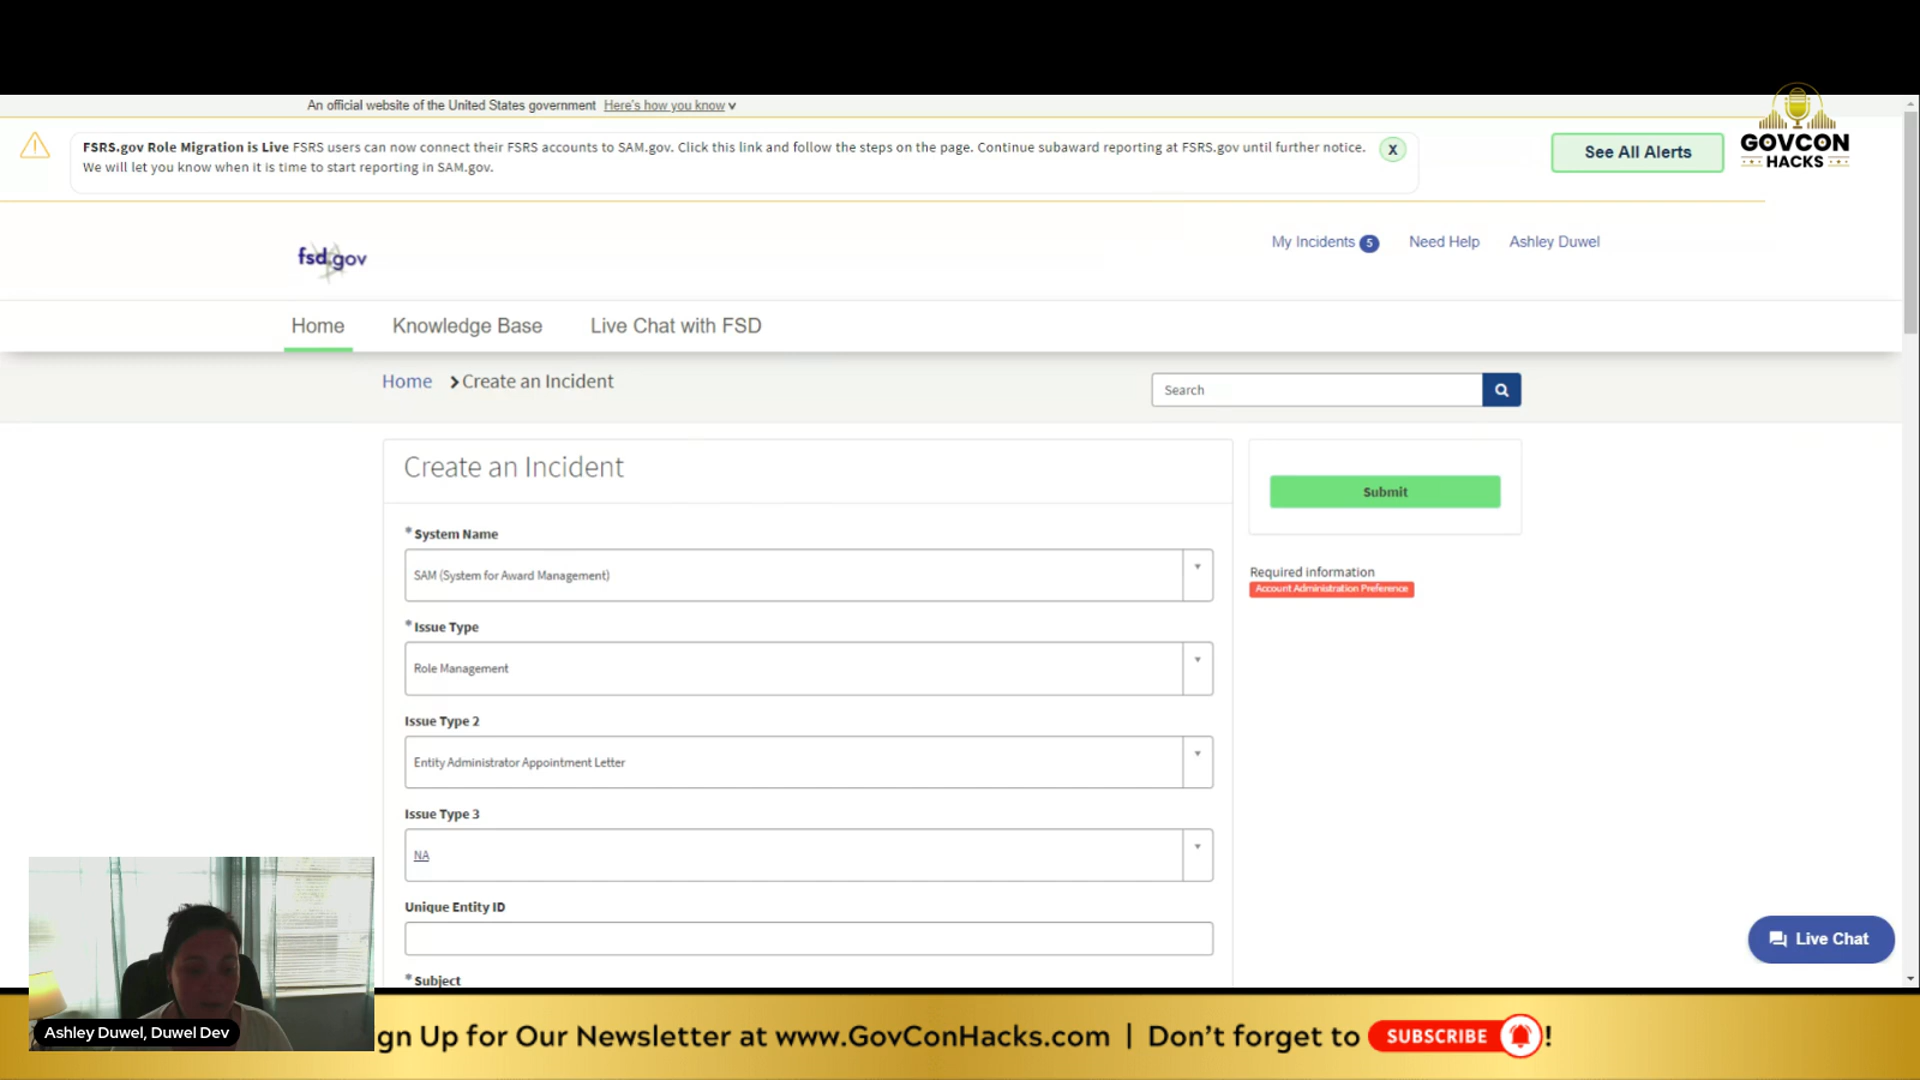 An official website of the United States government Here's how you know
FSRS.gov Role Migration is Live FSRS users can now connect their FSRS accounts to SAM.gov. Click this link and follow the steps on the page. Continue subaward reporting at FSRS.gov until further notice.
We will let you know when it is time to start reporting in SAM.gov.
X
See All Alerts
GOVCON
HACKS
fsd.gov
My Incidents 5 Need Help Ashley Duwel
Home Knowledge Base Live Chat with FSD
Home Create an Incident
Search
Create an Incident
Submit
*System Name
SAM (System for Award Management)
Required information
Account Administration Preference
*Issue Type
Role Management
Issue Type 2
Entity Administrator Appointment Letter
Issue Type 3
NA
Unique Entity ID
Live Chat
*Subject
Ashley Duwel, Duwel Dev
gn Up for Our Newsletter at www.GovConHacks.com | Don't forget to SUBSCRIBE !